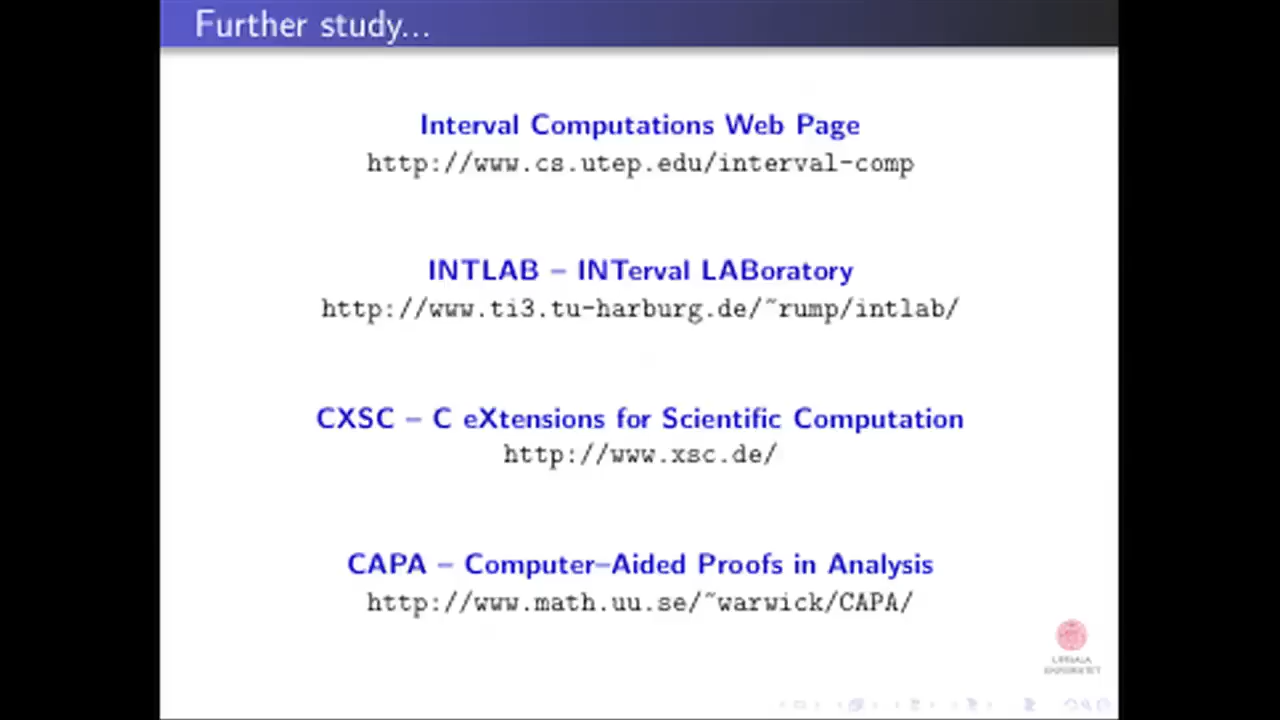 Further study...
Interval Computations Web Page
http://www.cs.utep.edu/interval-comp
INTLAB – INTerval LABoratory
http://www.ti3.tu-harburg.de/~rump/intlab/
CXSC – C eXtensions for Scientific Computation
http://www.xsc.de/
CAPA – Computer–Aided Proofs in Analysis
http://www.math.uu.se/~warwick/CAPA/
UPPSALA
UNIVERSITET